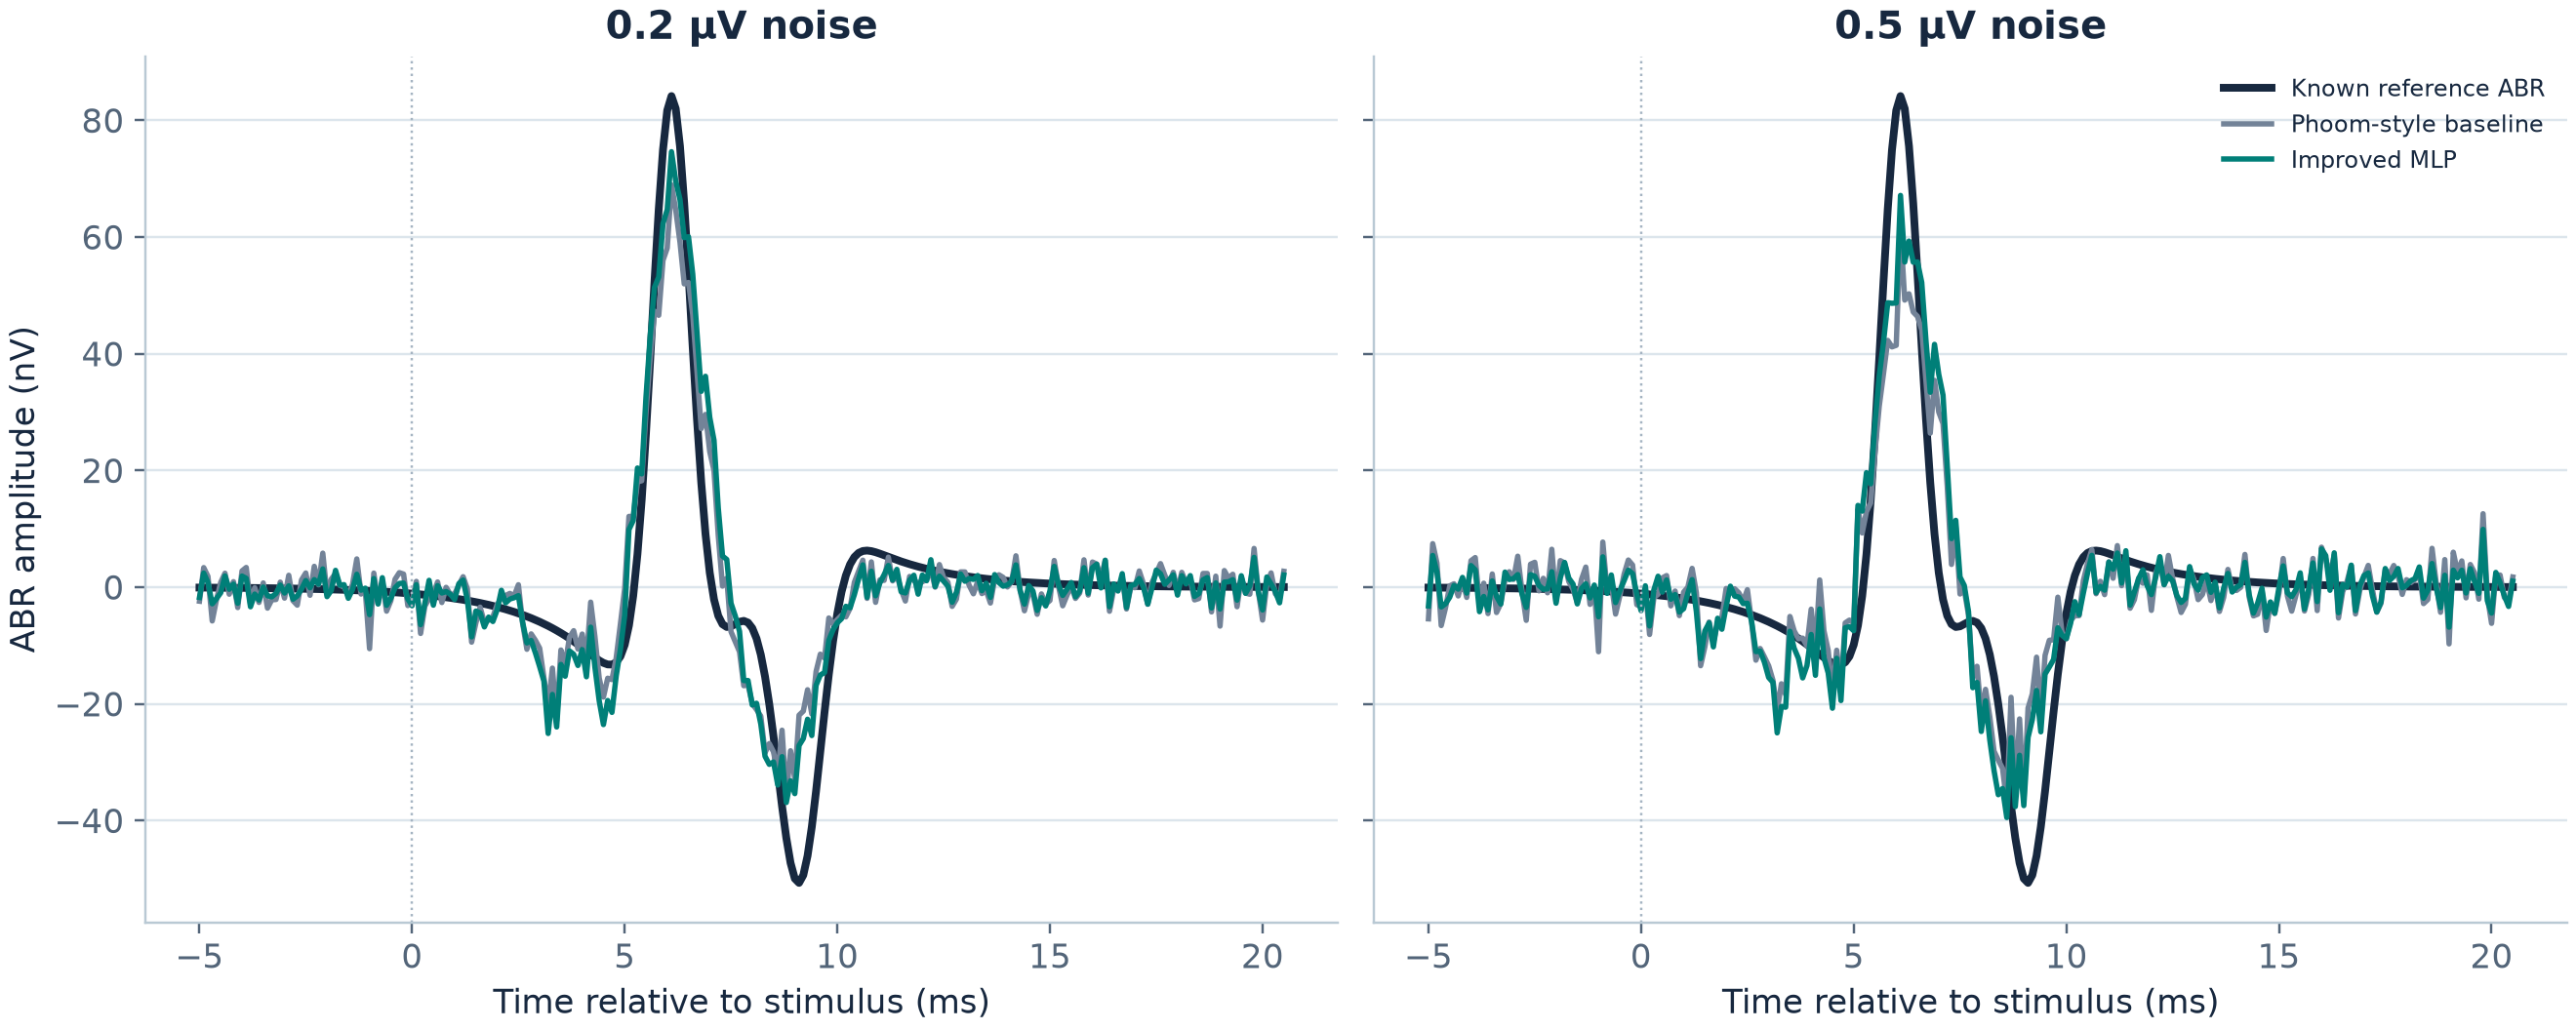 0.2 µV noise
0.5 µV noise
Known reference ABR
Phoom-style baseline
Improved MLP
ABR amplitude (nV)
80
60
40
20
0
−20
−40
−5 0 5 10 15 20
−5 0 5 10 15 20
Time relative to stimulus (ms)
Time relative to stimulus (ms)